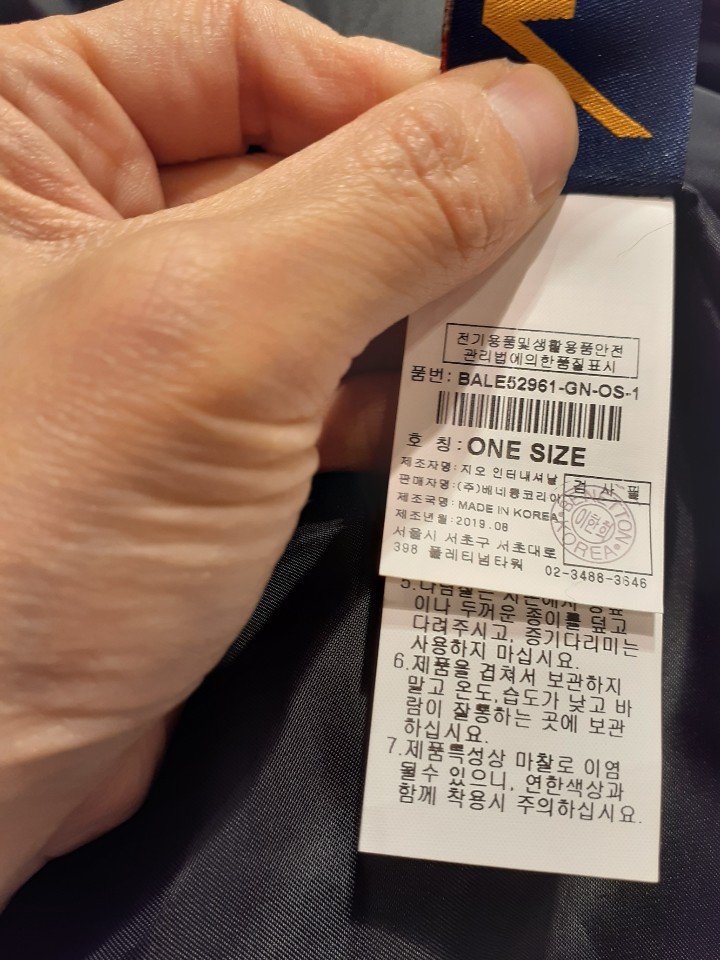 전기용품및생활용품안전
관리법에의한품질표시
품번: BALE52961-GN-OS-1
호 칭: ONE SIZE
제조자명: 지오 인터내셔날
판매자명: (주)베네통코리아
제조국명: MADE IN KOREA
제조년월: 2019.08
서울시 서초구 서초대로
398 플레티넘타워
02-3488-3646
검 사 필
BENETTON
이한희
KOREA
이나 두꺼운 종이를 덮고
다려주시고, 증기다리미는
사용하지 마십시요.
6.제품을 겹쳐서 보관하지
말고 온도,습도가 낮고 바
람이 잘통하는 곳에 보관
하십시요.
7.제품특성상 마찰로 이염
될수 있으니, 연한색상과
함께 착용시 주의하십시요.